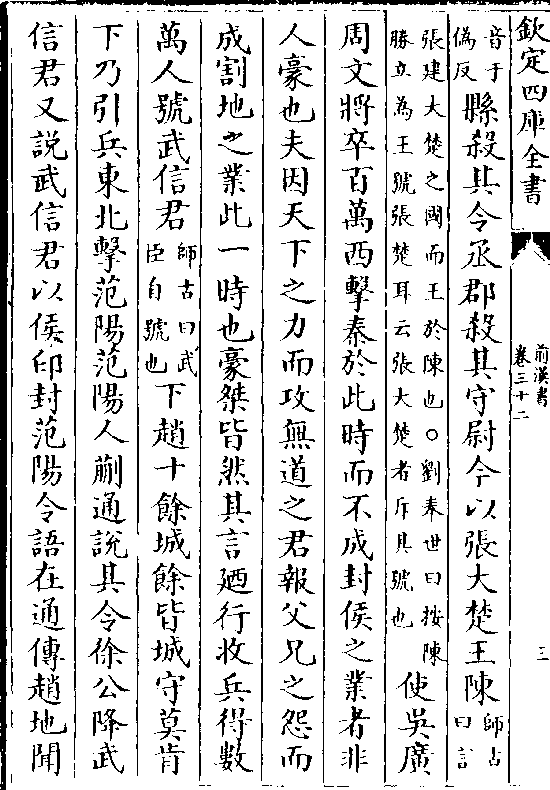 欽定四庫全書
前漢書
卷三十二
三
音于
偽反
縣殺其令丞郡殺其守尉今以張大楚王陳
師古
曰言
張建大楚之國而王於陳也○劉奉世曰按陳
勝立為王號張楚耳云張大楚者斥其號也
使吳廣
周文將卒百萬西擊秦於此時而不成封侯之業者非
人豪也夫因天下之力而攻無道之君報父兄之怨而
成割地之業此一時也豪桀皆然其言廼行收兵得數
萬人號武信君
師古曰武
臣自號也
下趙十餘城餘皆城守莫肯
下乃引兵東北擊范陽范陽人蒯通說其令徐公降武
信君又說武信君以侯印封范陽令語在通傳趙地聞